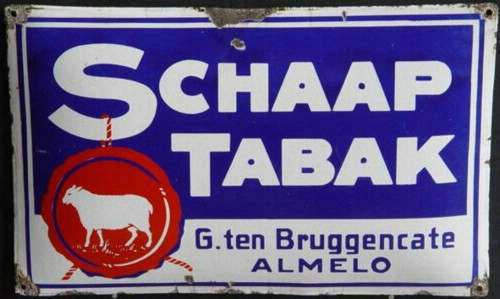 SCHAAP
TABAK
G. ten Bruggencate
ALMELO